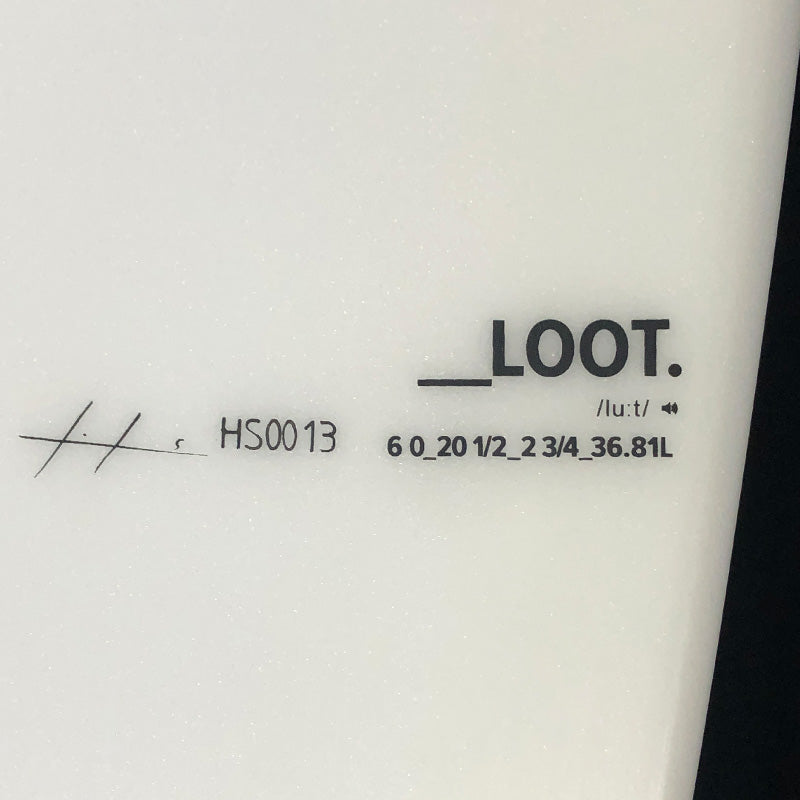 __LOOT.
/lu:t/
HS0013
6 0_20 1/2_2 3/4_36.81L